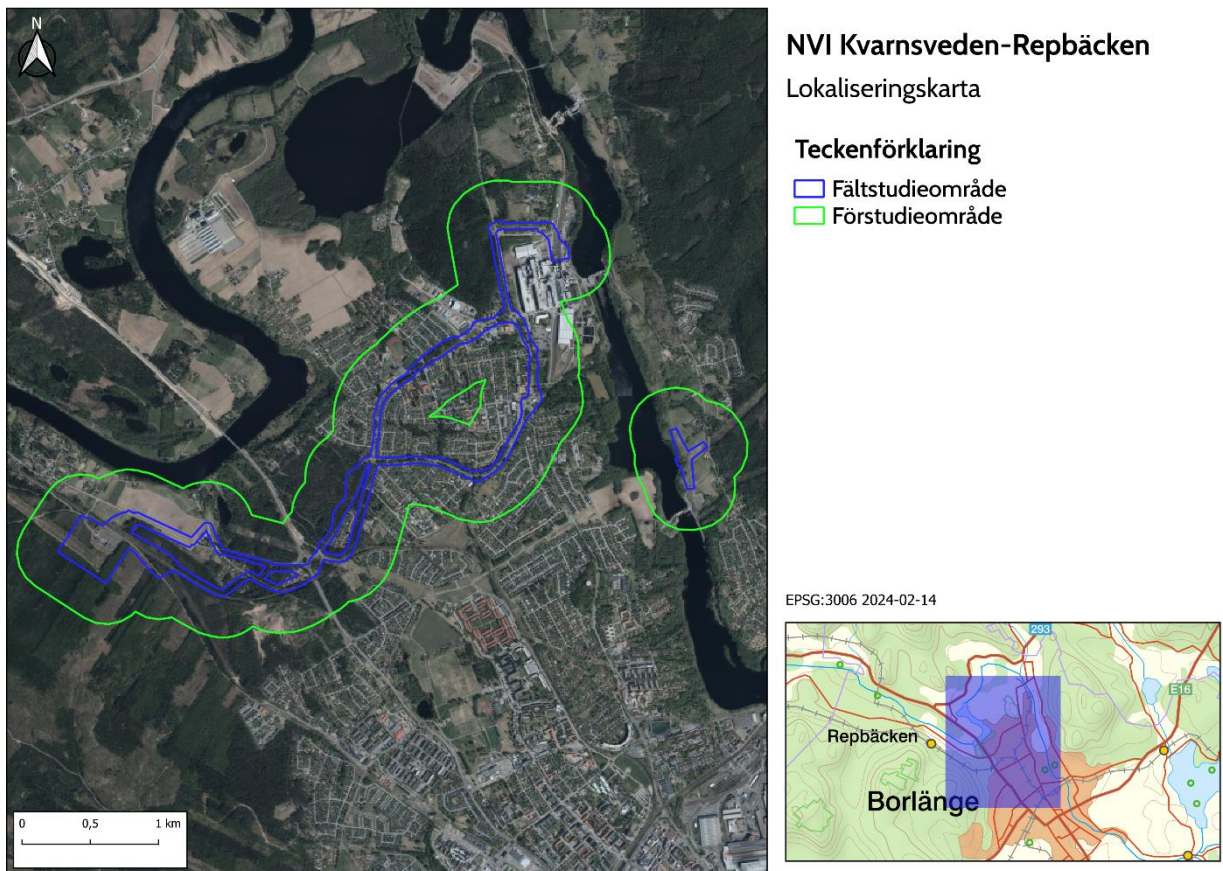 N
NVI Kvarnsveden-Repbäcken
Lokaliseringskarta
Teckenförklaring
Fältstudieområde
Förstudieområde
0 0,5 1 km
EPSG:3006 2024-02-14
293
E16
Repbäcken
Borlänge